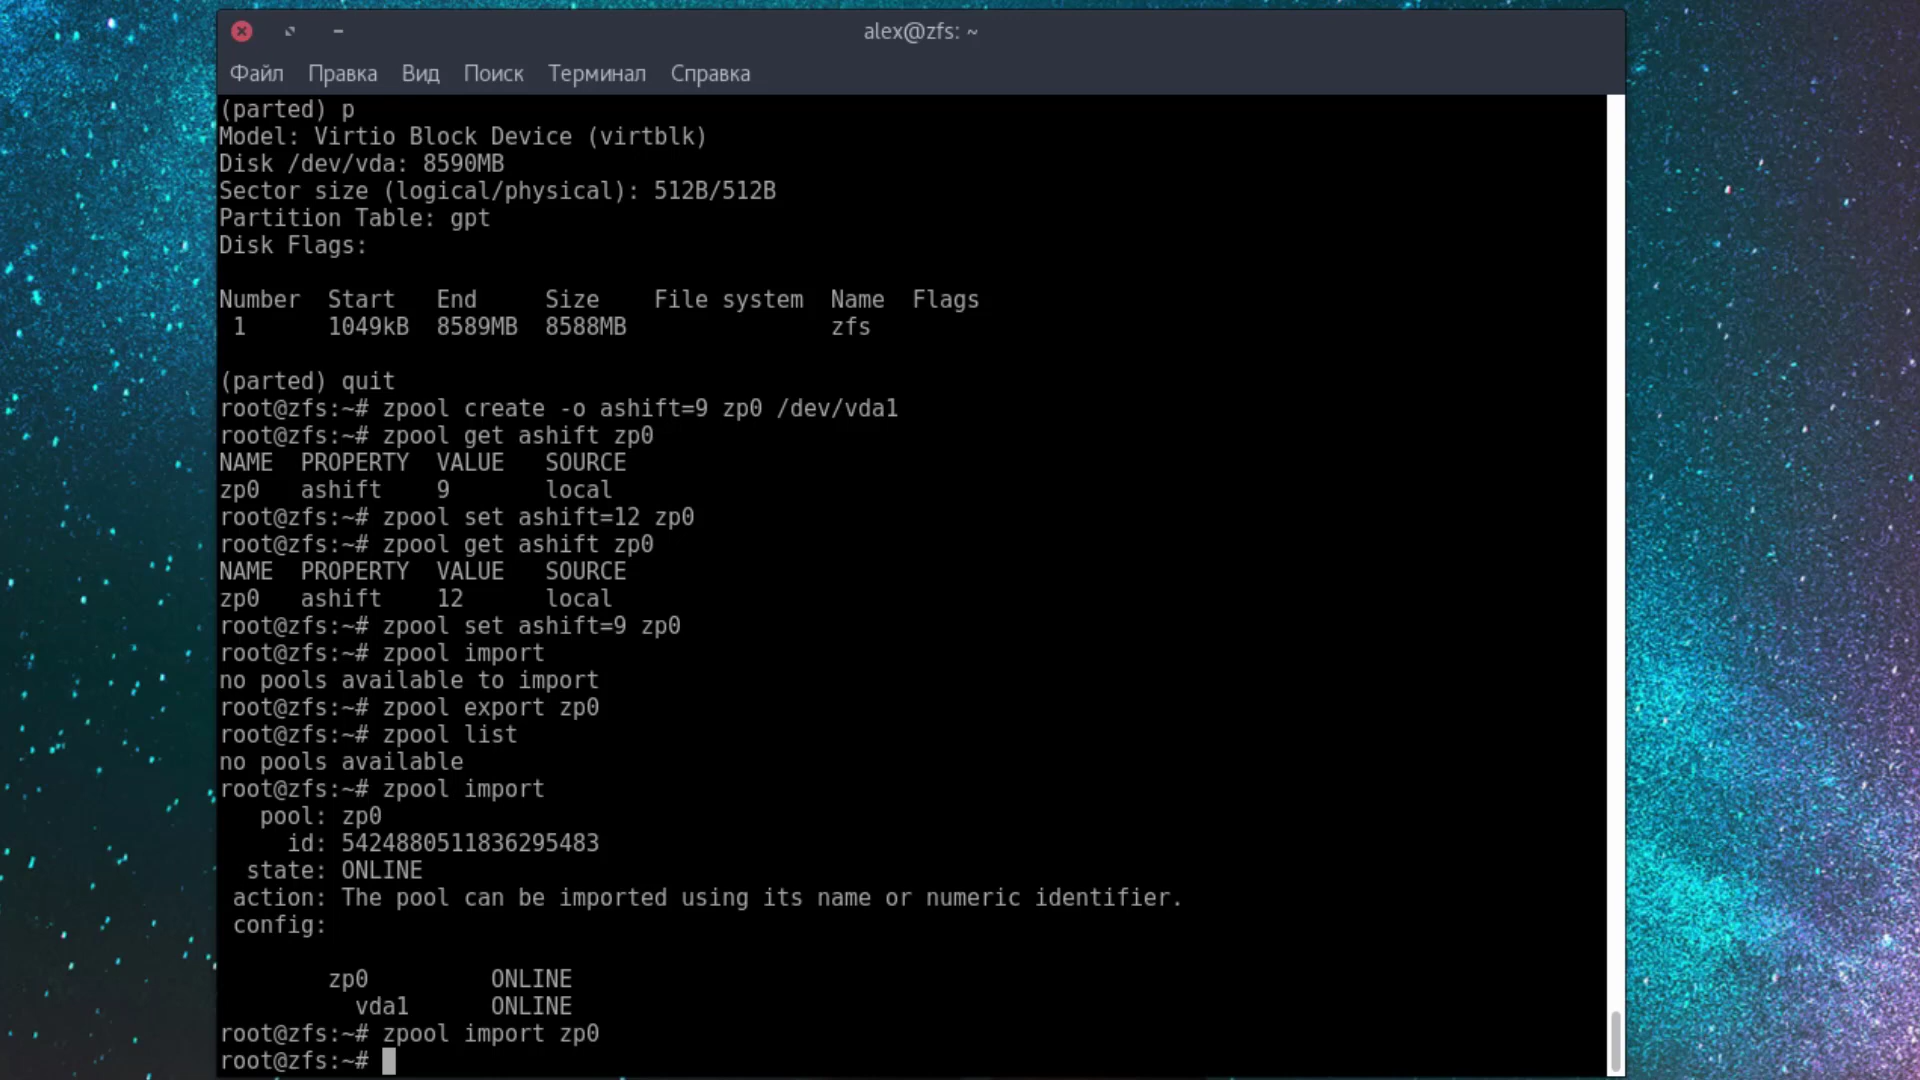 alex@zfs: ~
Файл Правка Вид Поиск Терминал Справка
(parted) p
Model: Virtio Block Device (virtblk)
Disk /dev/vda: 8590MB
Sector size (logical/physical): 512B/512B
Partition Table: gpt
Disk Flags:
Number  Start   End     Size    File system  Name  Flags
 1      1049kB  8589MB  8588MB               zfs
(parted) quit
root@zfs:~# zpool create -o ashift=9 zp0 /dev/vda1
root@zfs:~# zpool get ashift zp0
NAME  PROPERTY  VALUE   SOURCE
zp0   ashift    9       local
root@zfs:~# zpool set ashift=12 zp0
root@zfs:~# zpool get ashift zp0
NAME  PROPERTY  VALUE   SOURCE
zp0   ashift    12      local
root@zfs:~# zpool set ashift=9 zp0
root@zfs:~# zpool import
no pools available to import
root@zfs:~# zpool export zp0
root@zfs:~# zpool list
no pools available
root@zfs:~# zpool import
   pool: zp0
     id: 5424880511836295483
  state: ONLINE
 action: The pool can be imported using its name or numeric identifier.
 config:
        zp0         ONLINE
          vda1      ONLINE
root@zfs:~# zpool import zp0
root@zfs:~#